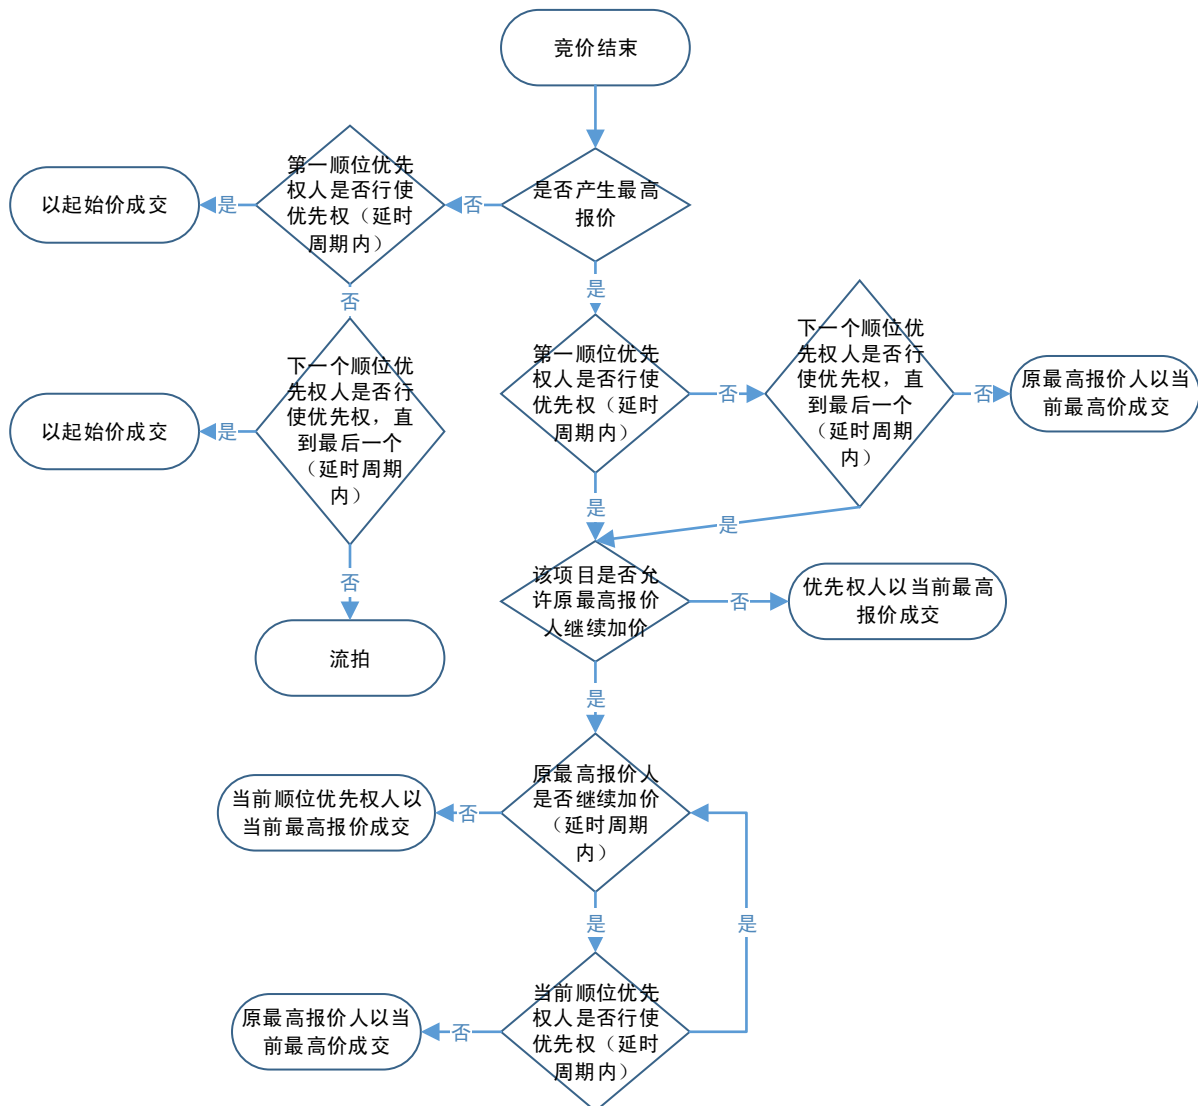 竞价结束
是否产生最高
报价
否
第一顺位优先
权人是否行使
优先权（延时
周期内）
是
以起始价成交
否
下一个顺位优
先权人是否行
使优先权，直
到最后一个
（延时周期
内）
是
以起始价成交
否
流拍
是
第一顺位优先
权人是否行使
优先权（延时
周期内）
否
下一个顺位优
先权人是否行
使优先权，直
到最后一个
（延时周期
内）
否
原最高报价人以当
前最高价成交
是
是
该项目是否允
许原最高报价
人继续加价
否
优先权人以当前最高
报价成交
是
原最高报价人
是否继续加价
（延时周期
内）
否
当前顺位优先权人以
当前最高报价成交
是
是
当前顺位优先
权人是否行使
优先权（延时
周期内）
否
原最高报价人以当
前最高价成交